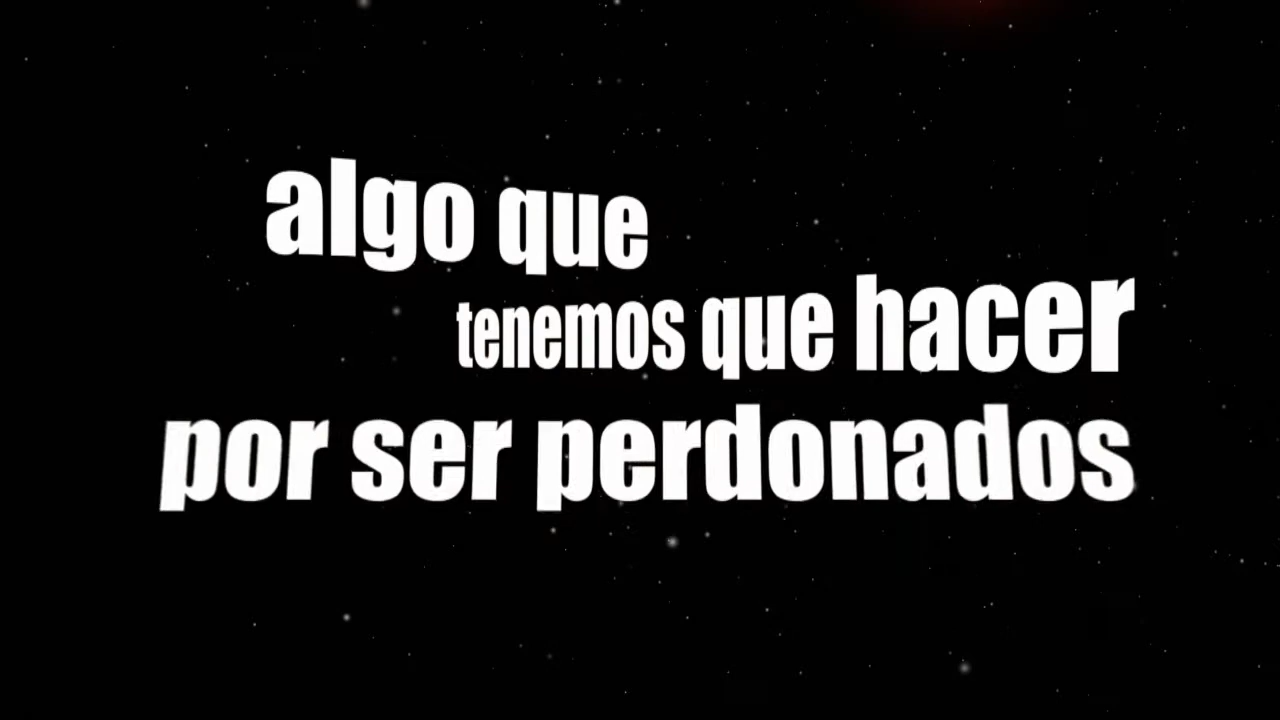 algo que
tenemos que hacer
por ser perdonados